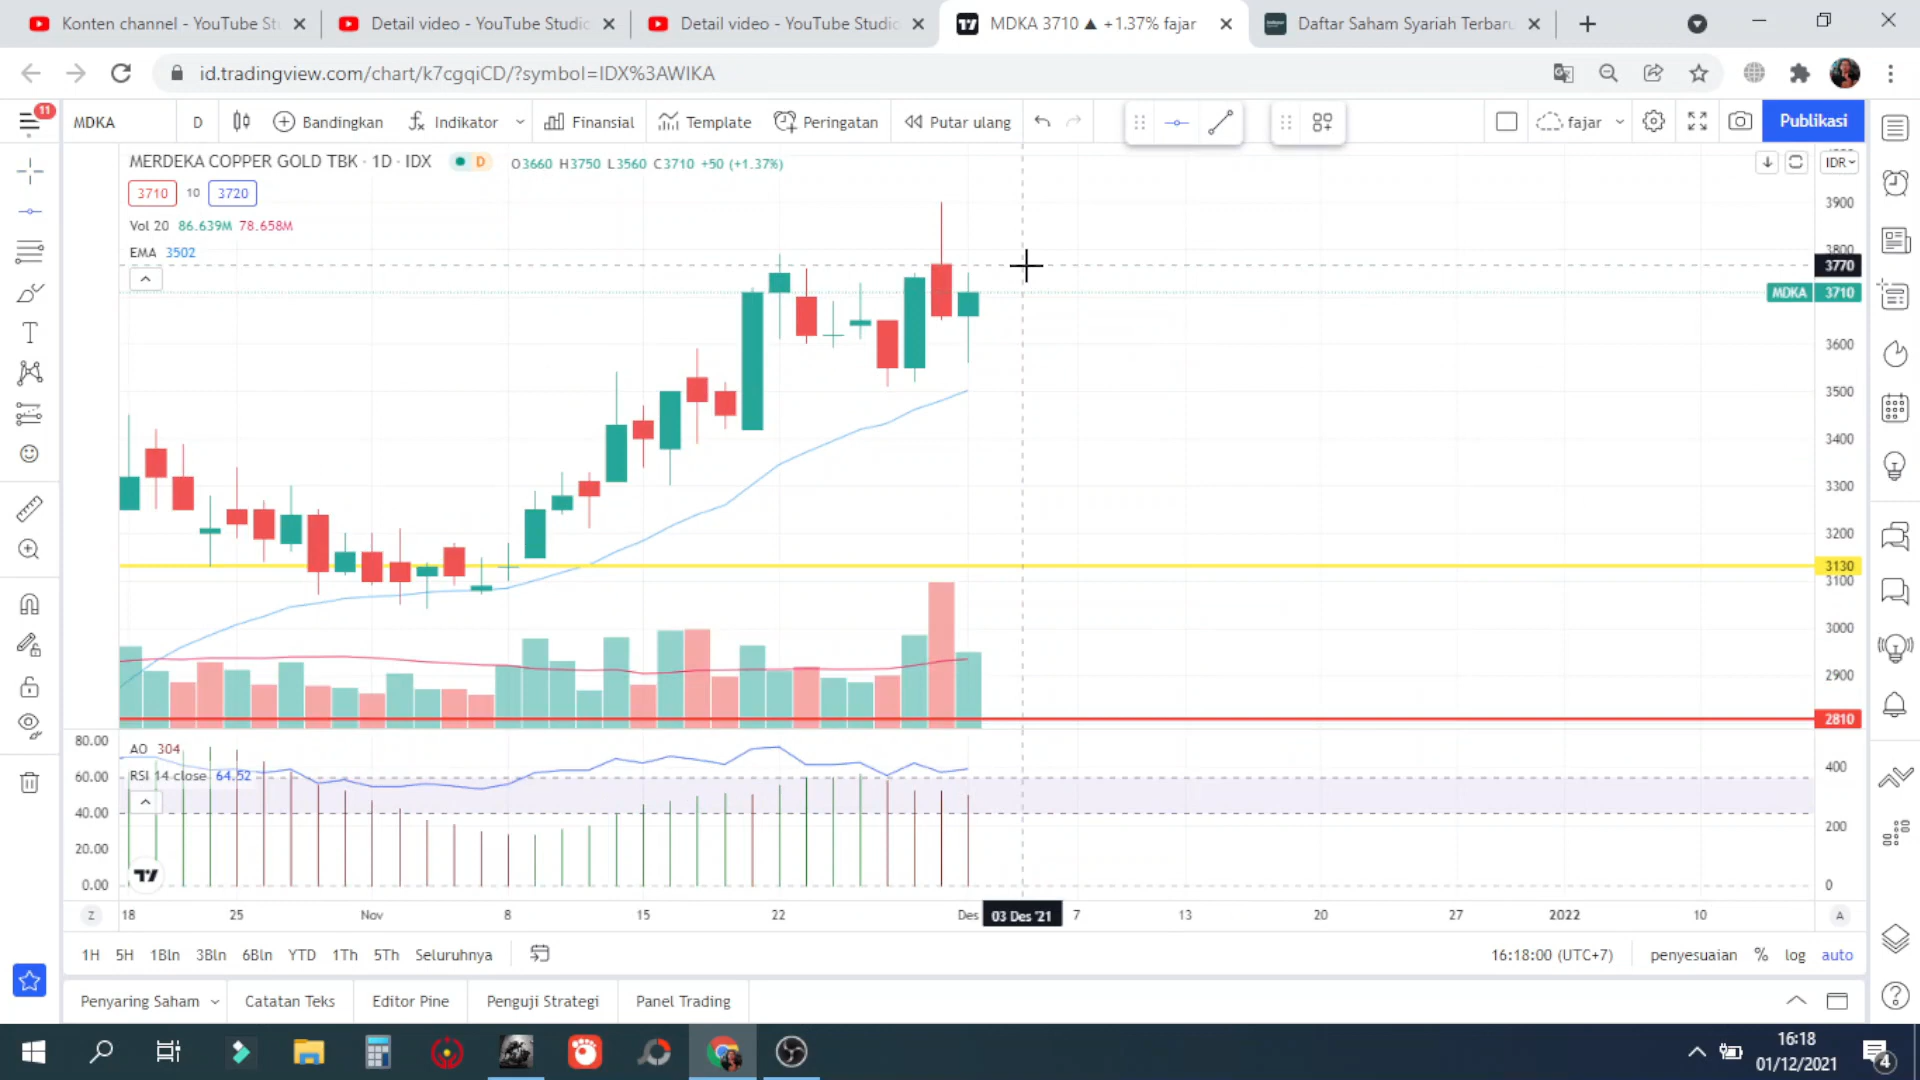 Konten channel - YouTube St
Detail video - YouTube Studio
Detail video - YouTube Studio
MDKA 3710 ▲ +1.37% fajar
Daftar Saham Syariah Terbaru
id.tradingview.com/chart/k7cgqiCD/?symbol=IDX%3AWIKA
11
MDKA
D
Bandingkan
Indikator
Finansial
Template
Peringatan
Putar ulang
fajar
Publikasi
MERDEKA COPPER GOLD TBK · 1D · IDX
D
O3660 H3750 L3560 C3710 +50 (+1.37%)
IDR
3710 10 3720
Vol 20 86.639M 78.658M
EMA 3502
3900
3800
3770
MDKA 3710
3600
3500
3400
3300
3200
3130
3100
3000
2900
2810
80.00
AO 304
60.00
RSI 14 close 64.52
400
40.00
200
20.00
0.00
0
Z
18 25 Nov 8 15 22 Des 03 Des '21 7 13 20 27 2022 10
A
1H 5H 1Bln 3Bln 6Bln YTD 1Th 5Th Seluruhnya
16:18:00 (UTC+7)
penyesuaian % log auto
Penyaring Saham
Catatan Teks
Editor Pine
Penguji Strategi
Panel Trading
16:18
01/12/2021
4